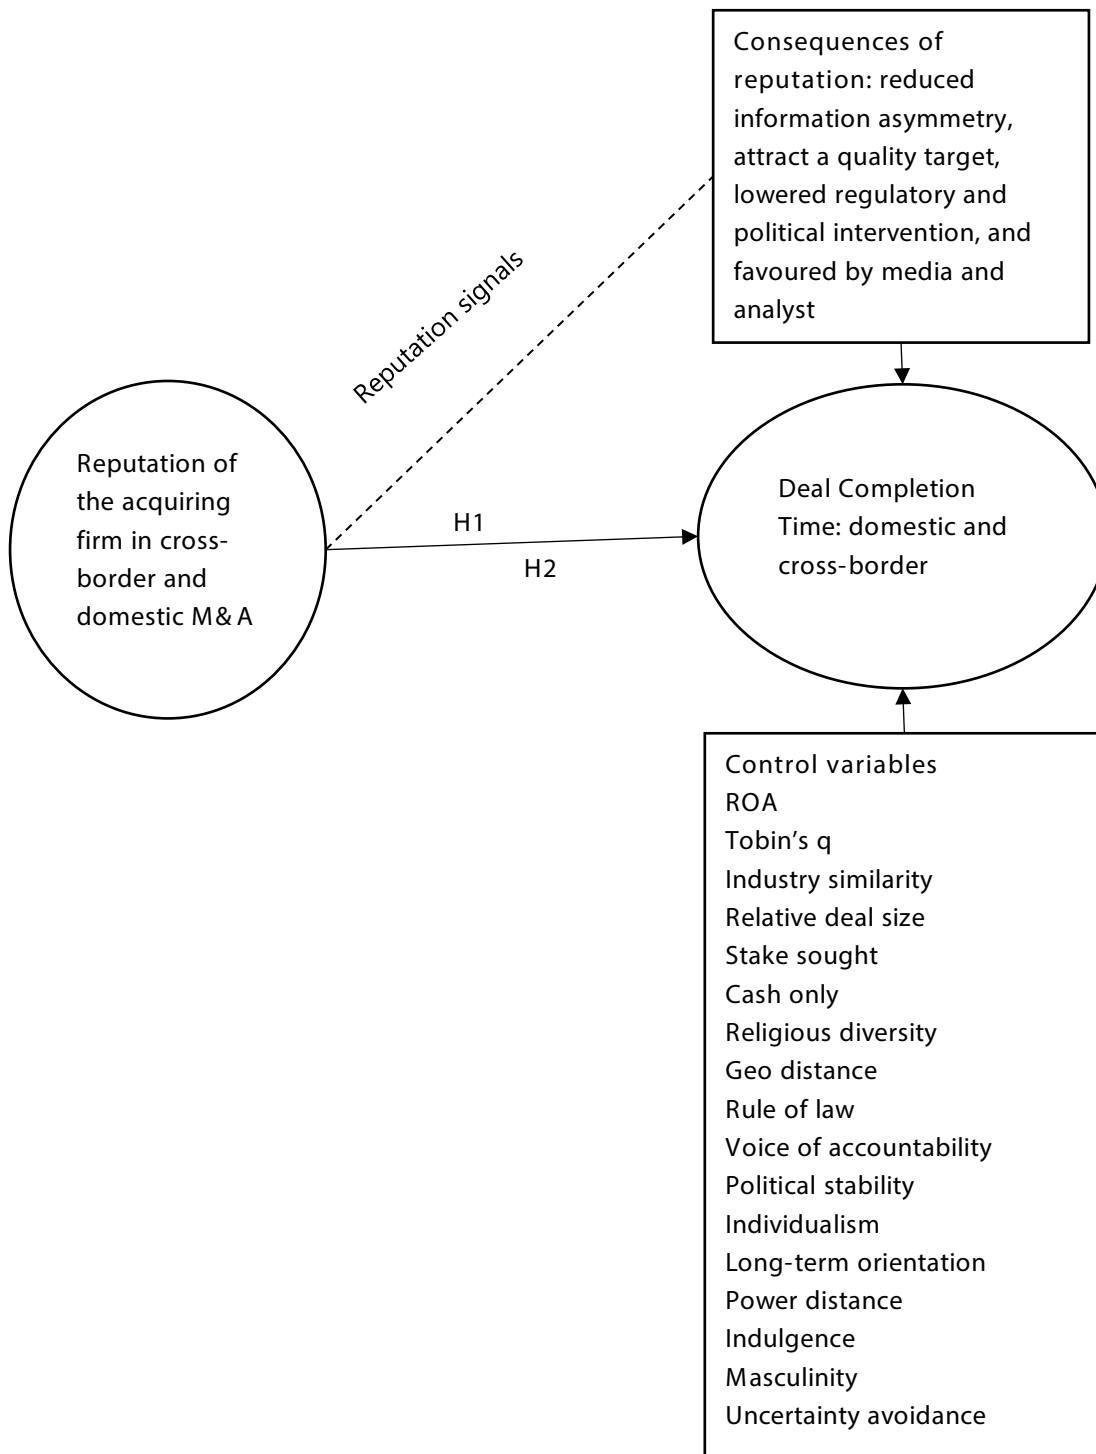 Consequences of
reputation: reduced
information asymmetry,
attract a quality target,
lowered regulatory and
political intervention, and
favoured by media and
analyst
Reputation signals
Reputation of
the acquiring
firm in cross-
border and
domestic M&A
H1
H2
Deal Completion
Time: domestic and
cross-border
Control variables
ROA
Tobin’s q
Industry similarity
Relative deal size
Stake sought
Cash only
Religious diversity
Geo distance
Rule of law
Voice of accountability
Political stability
Individualism
Long-term orientation
Power distance
Indulgence
Masculinity
Uncertainty avoidance